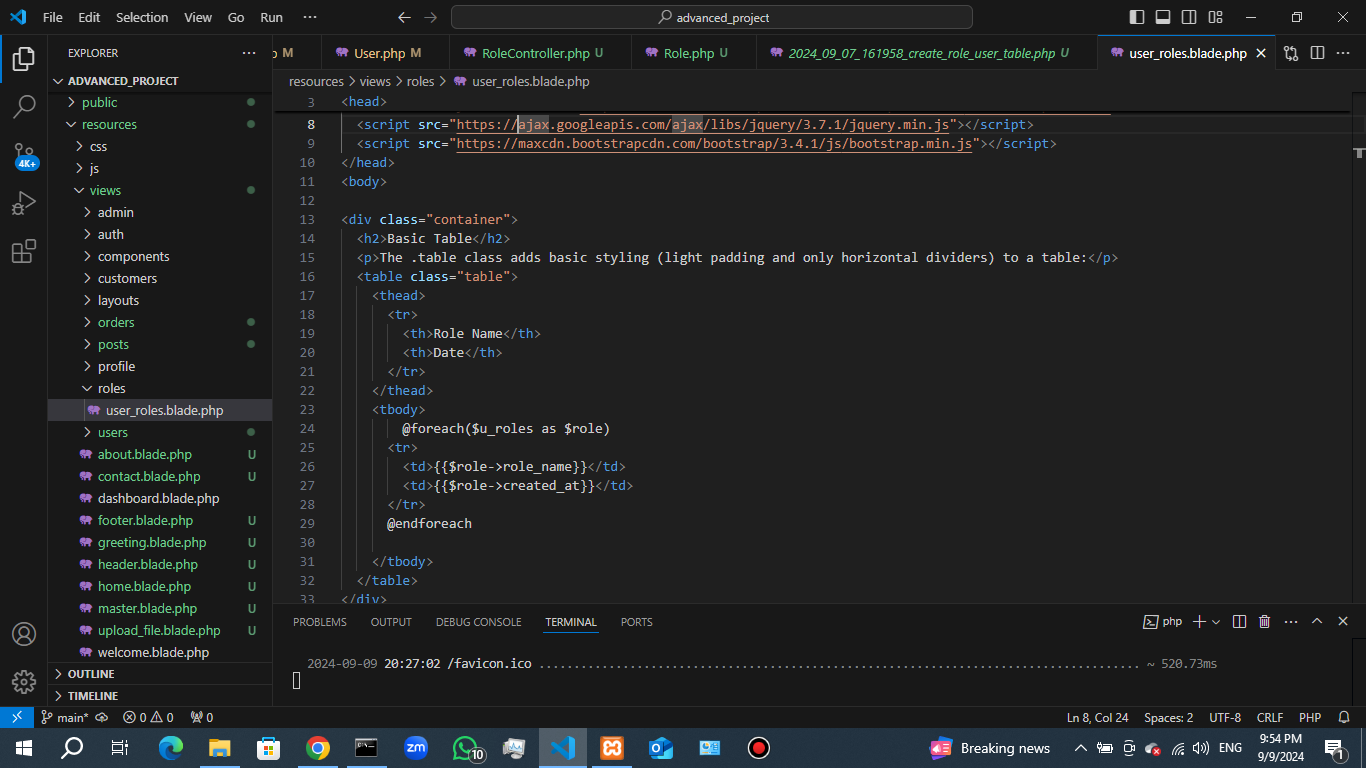 File Edit Selection View Go Run ··· advanced_project
EXPLORER ···
M User.php M RoleController.php U Role.php U 2024_09_07_161958_create_role_user_table.php U user_roles.blade.php
ADVANCED_PROJECT
public
resources
css
js
views
admin
auth
components
customers
layouts
orders
posts
profile
roles
user_roles.blade.php
users
about.blade.php U
contact.blade.php U
dashboard.blade.php
footer.blade.php U
greeting.blade.php U
header.blade.php U
home.blade.php U
master.blade.php U
upload_file.blade.php U
welcome.blade.php
OUTLINE
TIMELINE
4K+
resources > views > roles > user_roles.blade.php
3 <head>
8 <script src="https://ajax.googleapis.com/ajax/libs/jquery/3.7.1/jquery.min.js"></script>
9 <script src="https://maxcdn.bootstrapcdn.com/bootstrap/3.4.1/js/bootstrap.min.js"></script>
10 </head>
11 <body>
12
13 <div class="container">
14 <h2>Basic Table</h2>
15 <p>The .table class adds basic styling (light padding and only horizontal dividers) to a table:</p>
16 <table class="table">
17 <thead>
18 <tr>
19 <th>Role Name</th>
20 <th>Date</th>
21 </tr>
22 </thead>
23 <tbody>
24 @foreach($u_roles as $role)
25 <tr>
26 <td>{{$role->role_name}}</td>
27 <td>{{$role->created_at}}</td>
28 </tr>
29 @endforeach
30
31 </tbody>
32 </table>
33 </div>
PROBLEMS OUTPUT DEBUG CONSOLE TERMINAL PORTS php
2024-09-09 20:27:02 /favicon.ico ........................................................................................ ~ 520.73ms
main* 0 0 0 Ln 8, Col 24 Spaces: 2 UTF-8 CRLF PHP
zm 10 Breaking news ENG 9:54 PM
9/9/2024 1